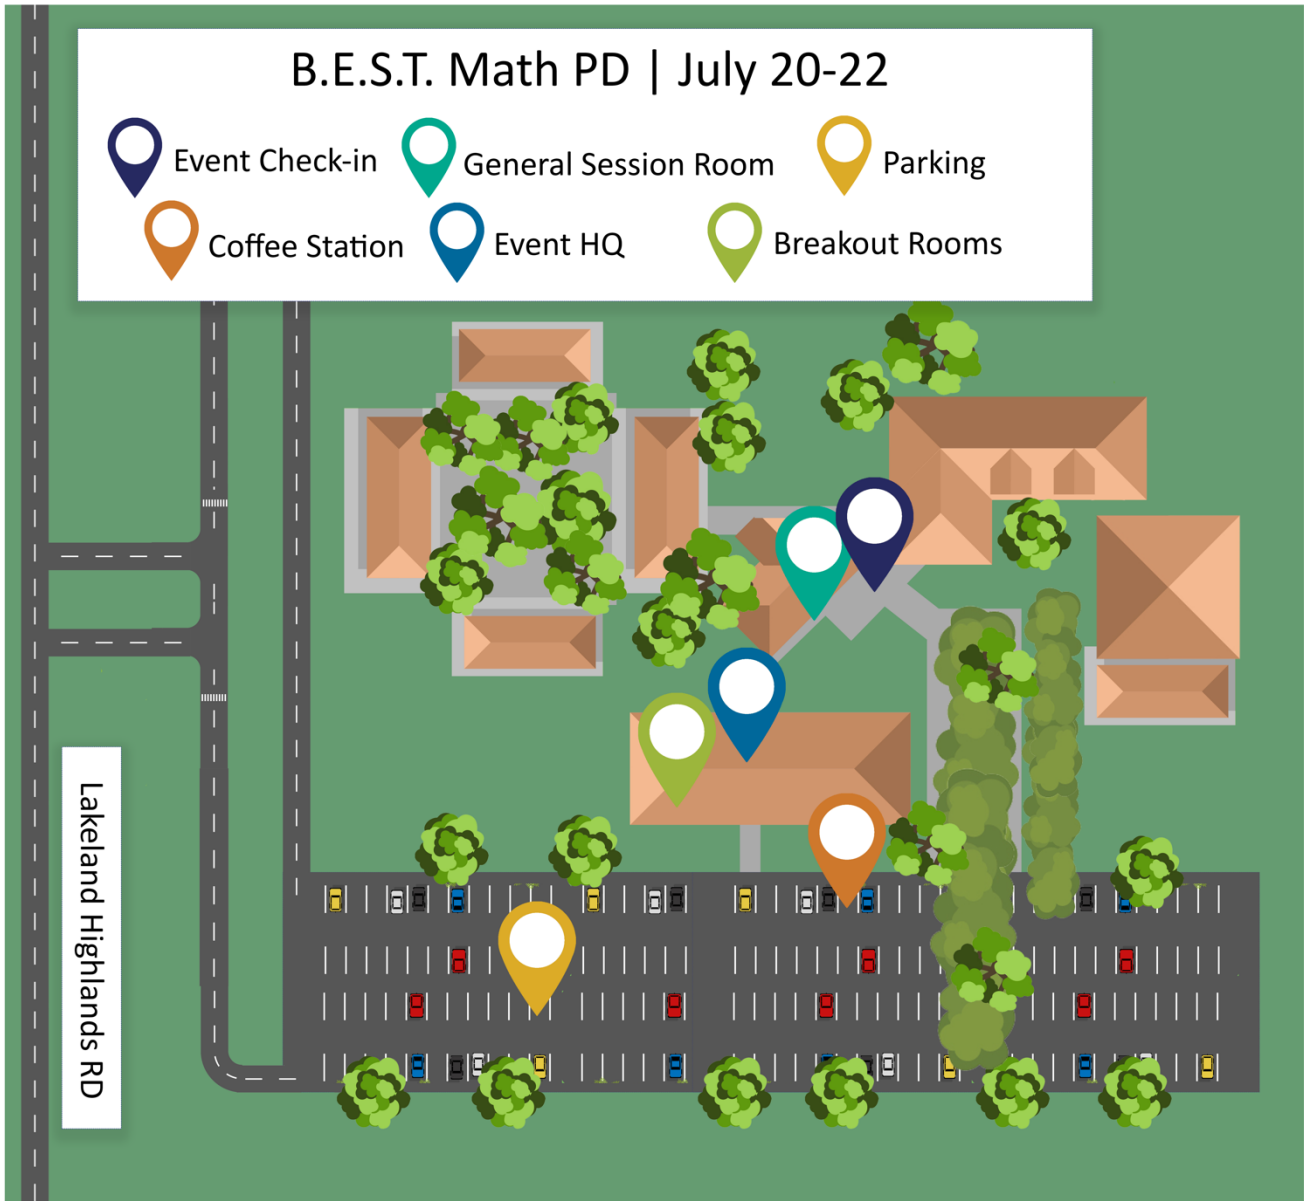 B.E.S.T. Math PD | July 20-22
Event Check-in
General Session Room
Parking
Coffee Station
Event HQ
Breakout Rooms
Lakeland Highlands RD